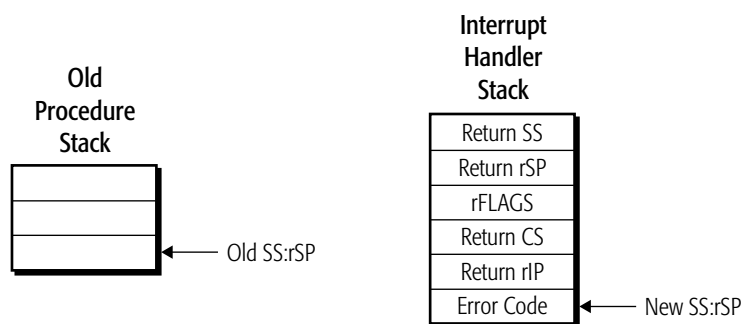 Old
Procedure
Stack
Old SS:rSP
Interrupt
Handler
Stack
Return SS
Return rSP
rFLAGS
Return CS
Return rIP
Error Code
New SS:rSP